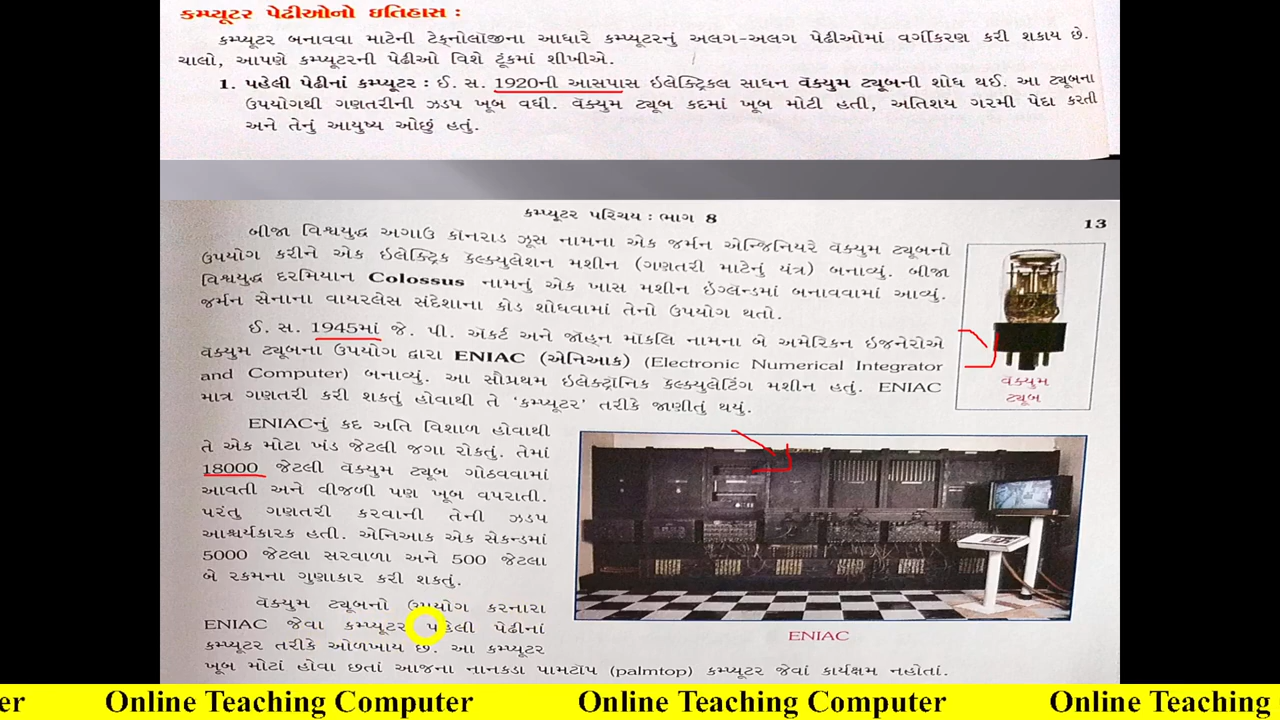 કમ્પ્યૂટર પેઢીઓનો ઇતિહાસ :
કમ્પ્યૂટર બનાવવા માટેની ટેક્નોલૉજીના આધારે કમ્પ્યૂટરનું અલગ-અલગ પેઢીઓમાં વર્ગીકરણ કરી શકાય છે.
ચાલો, આપણે કમ્પ્યૂટરની પેઢીઓ વિશે ટૂંકમાં શીખીએ.
1. પહેલી પેઢીનાં કમ્પ્યૂટર : ઈ. સ. 1920ની આસપાસ ઇલેક્ટ્રિકલ સાધન વૅક્યુમ ટ્યૂબની શોધ થઈ. આ ટ્યૂબના
ઉપયોગથી ગણતરીની ઝડપ ખૂબ વધી. વૅક્યુમ ટ્યૂબ કદમાં ખૂબ મોટી હતી, અતિશય ગરમી પેદા કરતી
અને તેનું આયુષ્ય ઓછું હતું.
કમ્પ્યૂટર પરિચય : ભાગ 8
13
બીજા વિશ્વયુદ્ધ અગાઉ કૉનરાડ ઝૂસ નામના એક જર્મન એન્જિનિયરે વૅક્યુમ ટ્યૂબનો
ઉપયોગ કરીને એક ઇલેક્ટ્રિક કૅલ્ક્યુલેશન મશીન (ગણતરી માટેનું યંત્ર) બનાવ્યું. બીજા
વિશ્વયુદ્ધ દરમિયાન Colossus નામનું એક ખાસ મશીન ઇંગ્લૅન્ડમાં બનાવવામાં આવ્યું.
જર્મન સેનાના વાયરલેસ સંદેશાના કોડ શોધવામાં તેનો ઉપયોગ થતો.
ઈ. સ. 1945માં જે. પી. ઍકર્ટ અને જૉહ્ન મૉકલિ નામના બે અમેરિકન ઇજનેરોએ
વૅક્યુમ ટ્યૂબના ઉપયોગ દ્વારા ENIAC (એનિઆક) (Electronic Numerical Integrator
and Computer) બનાવ્યું. આ સૌપ્રથમ ઇલેક્ટ્રૉનિક કૅલ્ક્યુલેટિંગ મશીન હતું. ENIAC
માત્ર ગણતરી કરી શકતું હોવાથી તે ‘કમ્પ્યૂટર’ તરીકે જાણીતું થયું.
વૅક્યુમ
ટ્યૂબ
ENIACનું કદ અતિ વિશાળ હોવાથી
તે એક મોટા ખંડ જેટલી જગા રોકતું. તેમાં
18000 જેટલી વૅક્યુમ ટ્યૂબ ગોઠવવામાં
આવતી અને વીજળી પણ ખૂબ વપરાતી.
પરંતુ ગણતરી કરવાની તેની ઝડપ
આશ્ચર્યકારક હતી. એનિઆક એક સેકન્ડમાં
5000 જેટલા સરવાળા અને 500 જેટલા
બે રકમના ગુણાકાર કરી શકતું.
વૅક્યુમ ટ્યૂબનો ઉપયોગ કરનારા
ENIAC જેવા કમ્પ્યૂટર પહેલી પેઢીનાં
કમ્પ્યૂટર તરીકે ઓળખાય છે. આ કમ્પ્યૂટર
ખૂબ મોટાં હોવા છતાં આજના નાનકડા પામટૉપ (palmtop) કમ્પ્યૂટર જેવાં કાર્યક્ષમ નહોતાં.
ENIAC
er Online Teaching Computer Online Teaching Computer Online Teaching